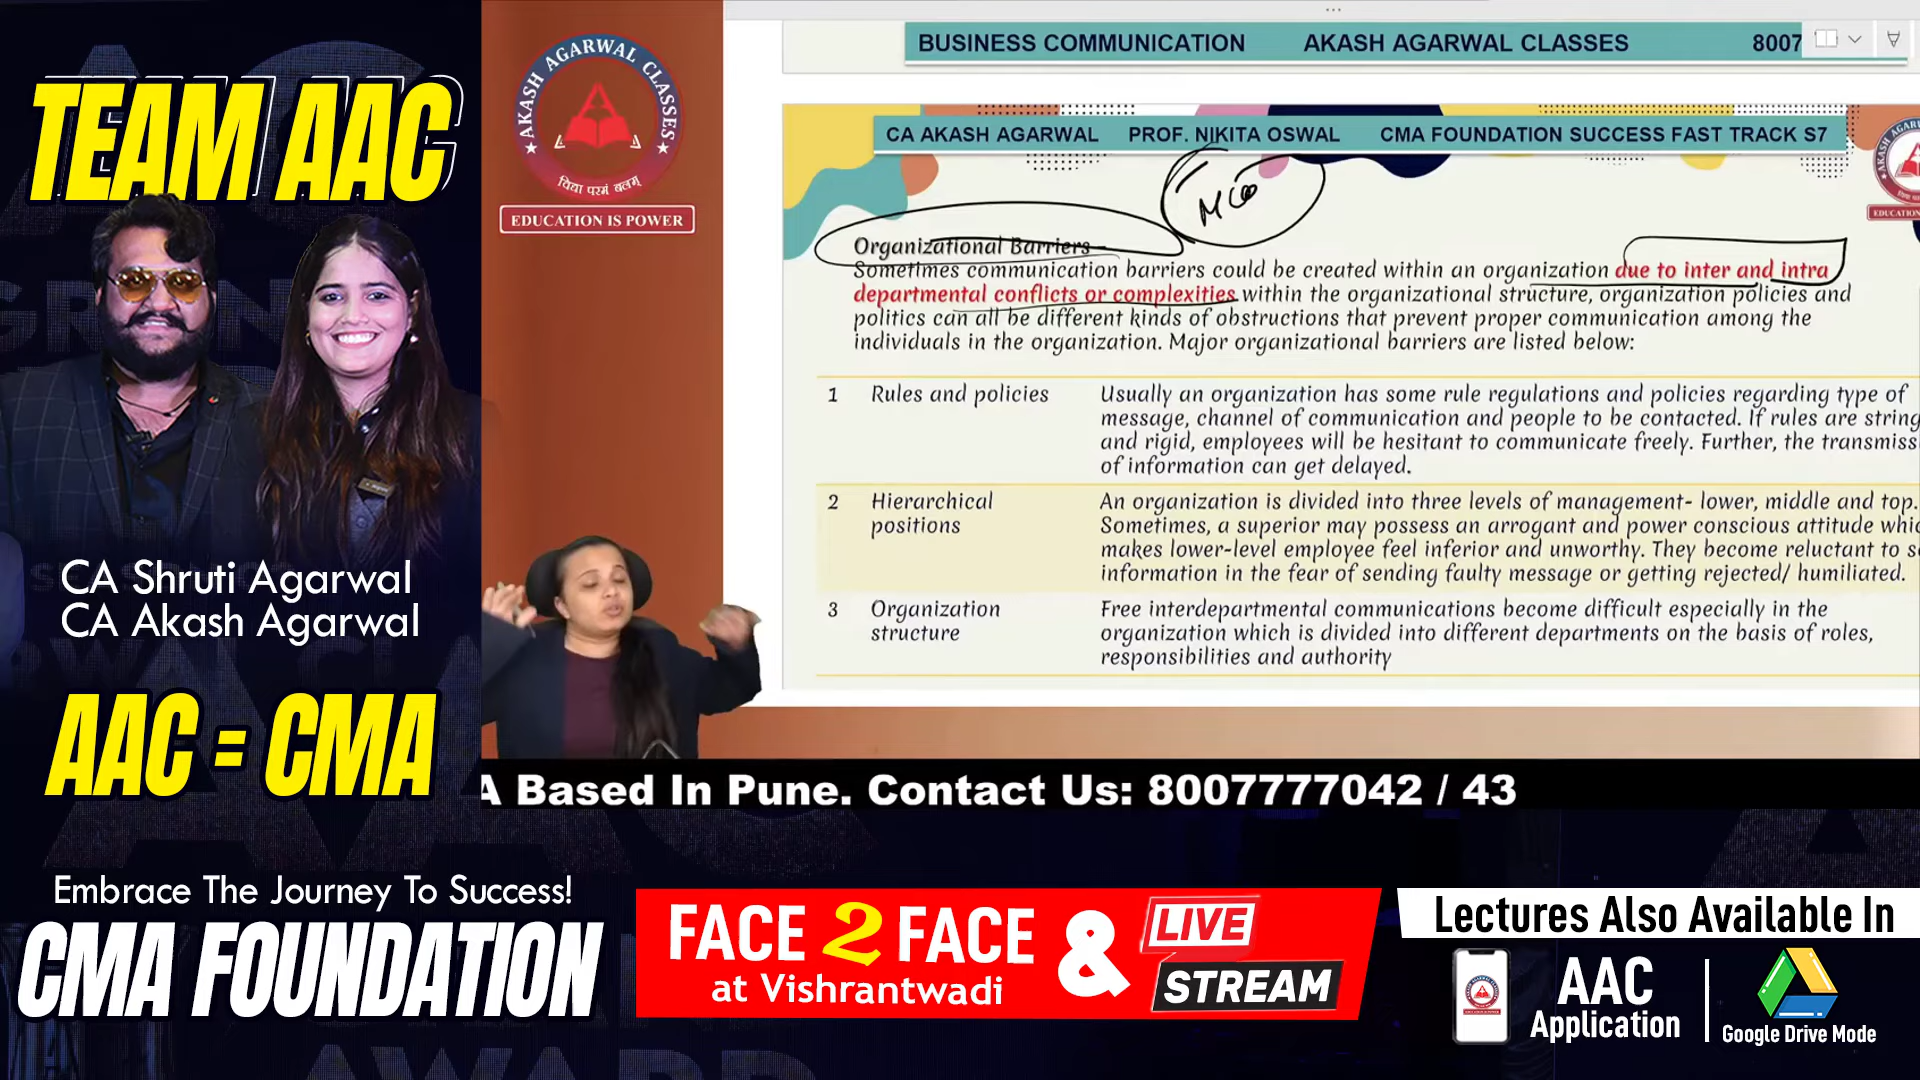 TEAM AAC
CA Shruti Agarwal
CA Akash Agarwal
AAC = CMA
Embrace The Journey To Success!
CMA FOUNDATION
AKASH AGARWAL CLASSES
विद्या परमं बलम्
EDUCATION IS POWER
BUSINESS COMMUNICATION AKASH AGARWAL CLASSES 8007
CA AKASH AGARWAL PROF. NIKITA OSWAL CMA FOUNDATION SUCCESS FAST TRACK S7
MCQ
Organizational Barriers -
Sometimes communication barriers could be created within an organization due to inter and intra
departmental conflicts or complexities within the organizational structure, organization policies and
politics can all be different kinds of obstructions that prevent proper communication among the
individuals in the organization. Major organizational barriers are listed below:
1 Rules and policies Usually an organization has some rule regulations and policies regarding type of
message, channel of communication and people to be contacted. If rules are string
and rigid, employees will be hesitant to communicate freely. Further, the transmiss
of information can get delayed.
2 Hierarchical positions An organization is divided into three levels of management- lower, middle and top.
Sometimes, a superior may possess an arrogant and power conscious attitude whic
makes lower-level employee feel inferior and unworthy. They become reluctant to s
information in the fear of sending faulty message or getting rejected/ humiliated.
3 Organization structure Free interdepartmental communications become difficult especially in the
organization which is divided into different departments on the basis of roles,
responsibilities and authority
A Based In Pune. Contact Us: 8007777042 / 43
FACE 2 FACE & LIVE STREAM
at Vishrantwadi
Lectures Also Available In
AAC Application
Google Drive Mode